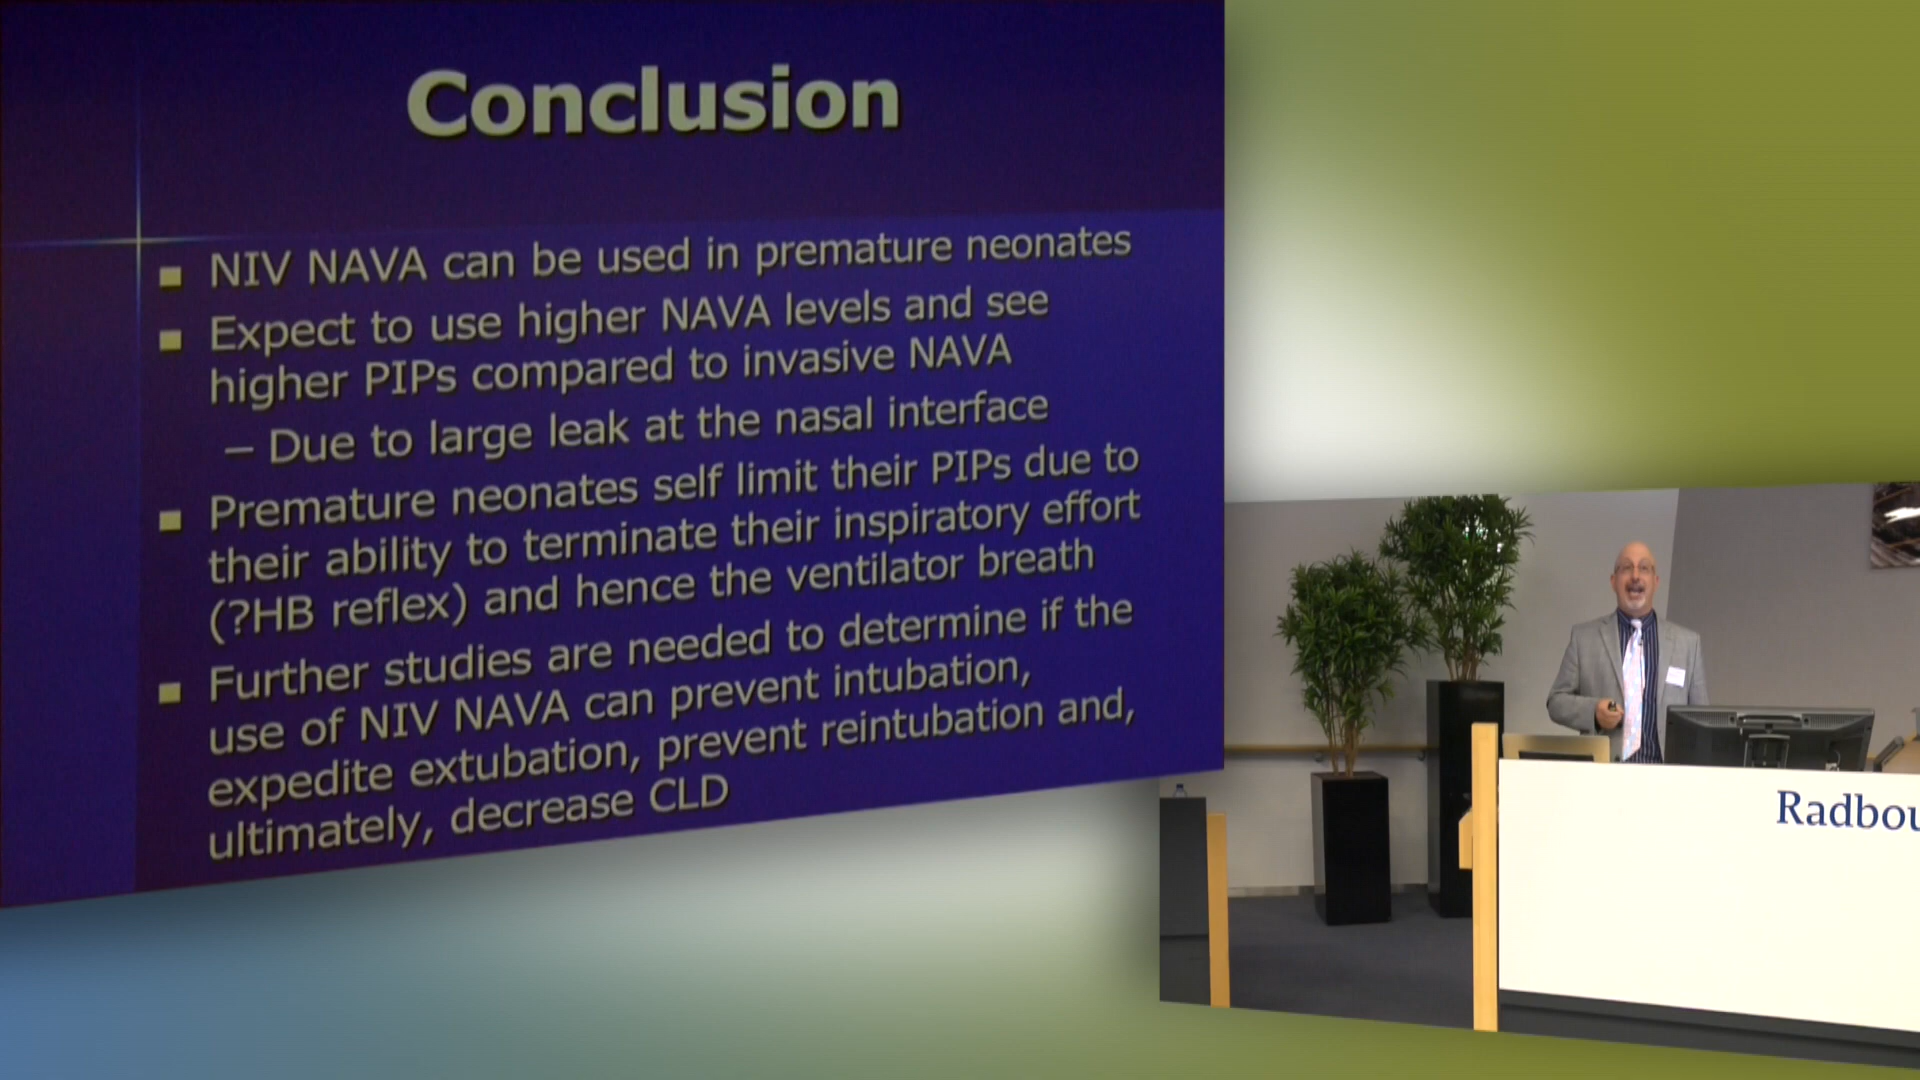 Conclusion
NIV NAVA can be used in premature neonates
Expect to use higher NAVA levels and see
higher PIPs compared to invasive NAVA
– Due to large leak at the nasal interface
Premature neonates self limit their PIPs due to
their ability to terminate their inspiratory effort
(?HB reflex) and hence the ventilator breath
Further studies are needed to determine if the
use of NIV NAVA can prevent intubation,
expedite extubation, prevent reintubation and,
ultimately, decrease CLD
Radbou